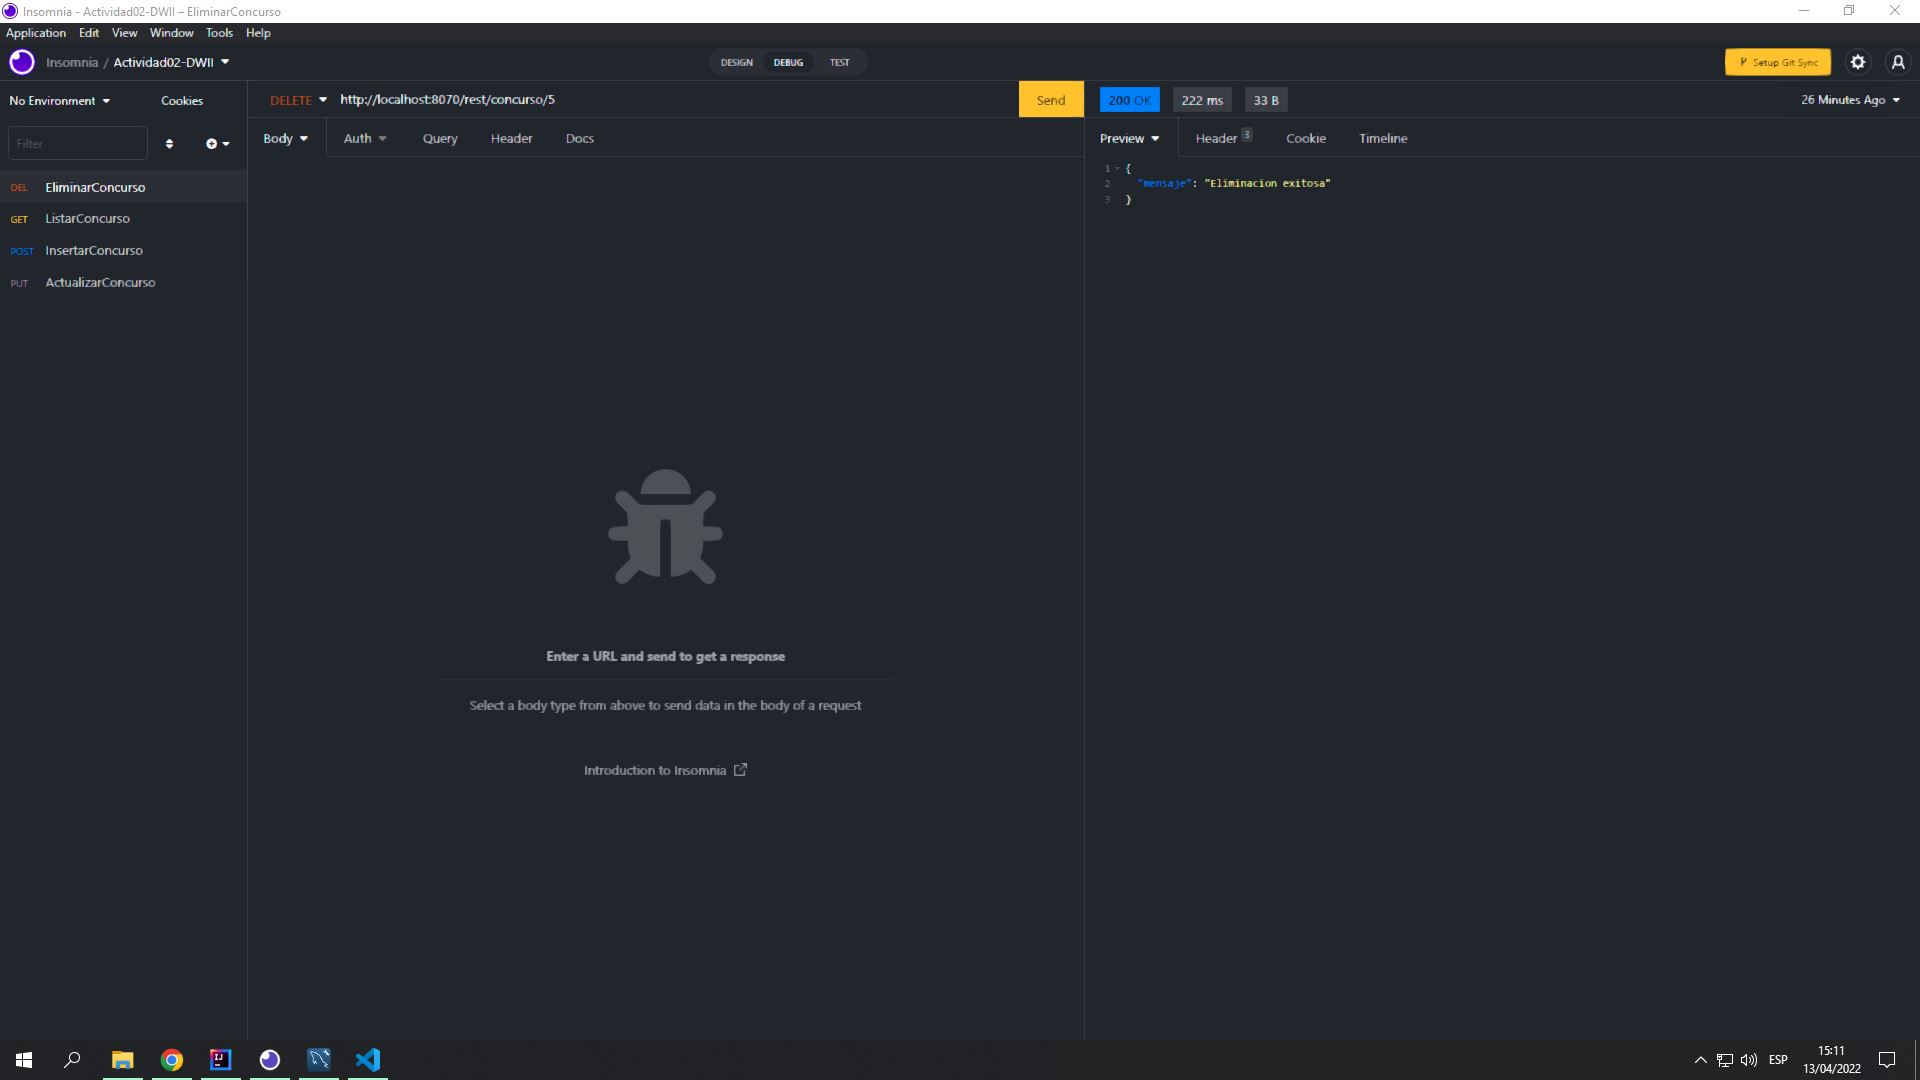 Insomnia - Actividad02-DWII – EliminarConcurso
Application Edit View Window Tools Help
Insomnia / Actividad02-DWII
DESIGN DEBUG TEST
Setup Git Sync
No Environment Cookies
DELETE http://localhost:8070/rest/concurso/5 Send
200 OK 222 ms 33 B 26 Minutes Ago
Filter
Body Auth Query Header Docs
Preview Header 3 Cookie Timeline
DEL EliminarConcurso
GET ListarConcurso
POST InsertarConcurso
PUT ActualizarConcurso
1 {
2 "mensaje": "Eliminacion exitosa"
3 }
Enter a URL and send to get a response
Select a body type from above to send data in the body of a request
Introduction to Insomnia
IJ
ESP
15:11
13/04/2022